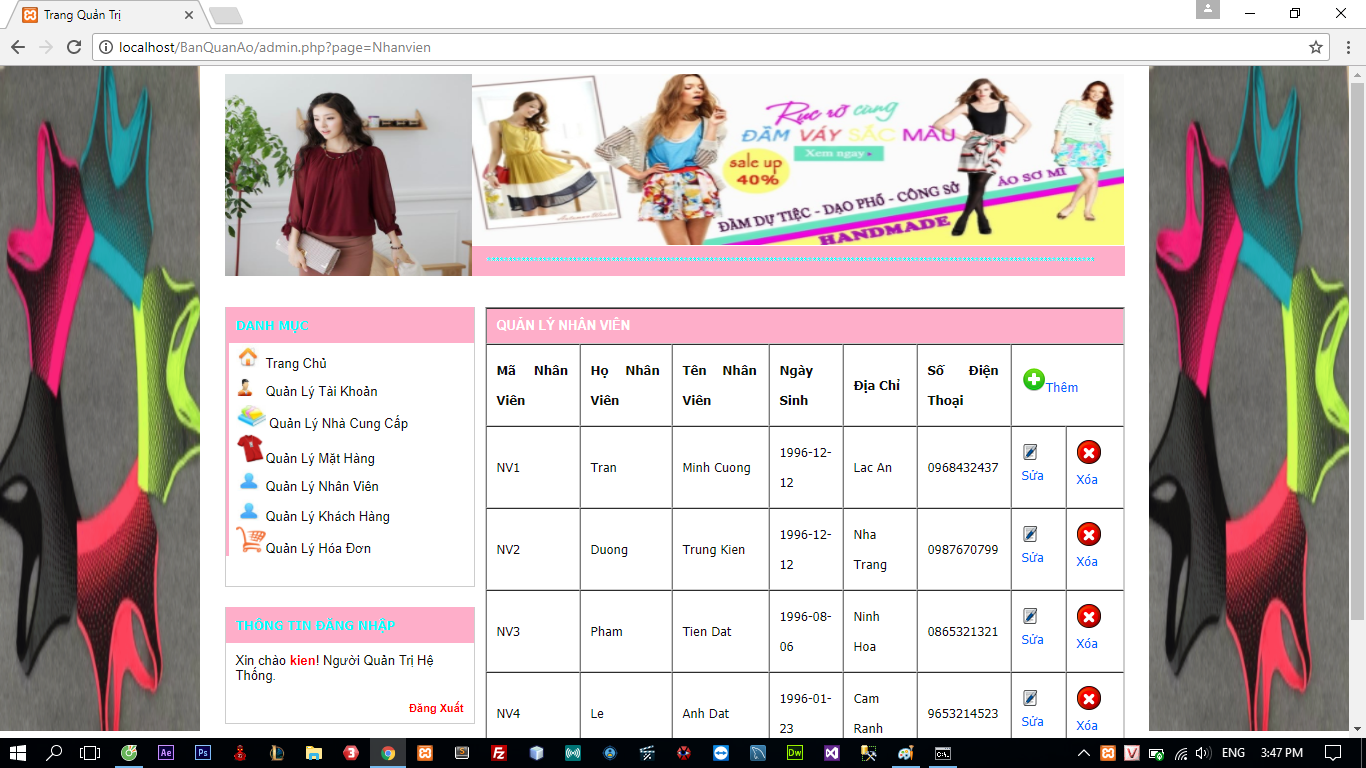 Trang Quản Trị
localhost/BanQuanAo/admin.php?page=Nhanvien
Rực rỡ cùng
ĐẦM VÁY SẮC MÀU
Xem ngay
sale up
40%
ĐẦM DỰ TIỆC - DẠO PHỐ - CÔNG SỞ
ÁO SƠ MI
HANDMADE
DANH MỤC
Trang Chủ
Quản Lý Tài Khoản
Quản Lý Nhà Cung Cấp
Quản Lý Mặt Hàng
Quản Lý Nhân Viên
Quản Lý Khách Hàng
Quản Lý Hóa Đơn
THÔNG TIN ĐĂNG NHẬP
Xin chào kien! Người Quản Trị Hệ
Thống.
Đăng Xuất
QUẢN LÝ NHÂN VIÊN
Mã Nhân Viên Họ Nhân Viên Tên Nhân Viên Ngày Sinh Địa Chỉ Số Điện Thoại Thêm
NV1 Tran Minh Cuong 1996-12-12 Lac An 0968432437 Sửa Xóa
NV2 Duong Trung Kien 1996-12-12 Nha Trang 0987670799 Sửa Xóa
NV3 Pham Tien Dat 1996-08-06 Ninh Hoa 0865321321 Sửa Xóa
NV4 Le Anh Dat 1996-01-23 Cam Ranh 9653214523 Sửa Xóa
ENG 3:47 PM